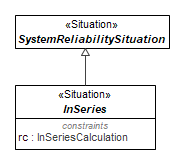 «Situation»
SystemReliabilitySituation
«Situation»
InSeries
constraints
rc : InSeriesCalculation